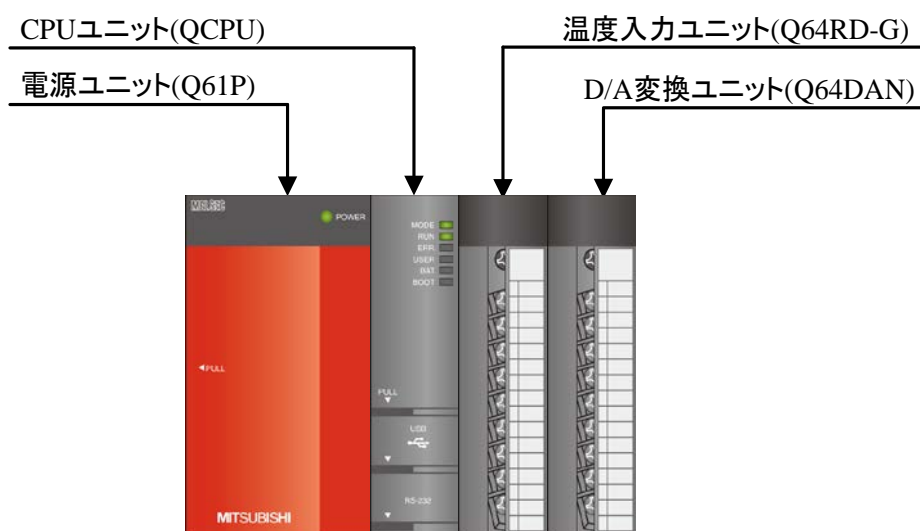 CPUユニット(QCPU)
温度入力ユニット(Q64RD-G)
電源ユニット(Q61P)
D/A変換ユニット(Q64DAN)
MELSEC
POWER
MODE
RUN
ERR.
USER
BAT.
BOOT
PULL
PULL
USB
RS-232
MITSUBISHI